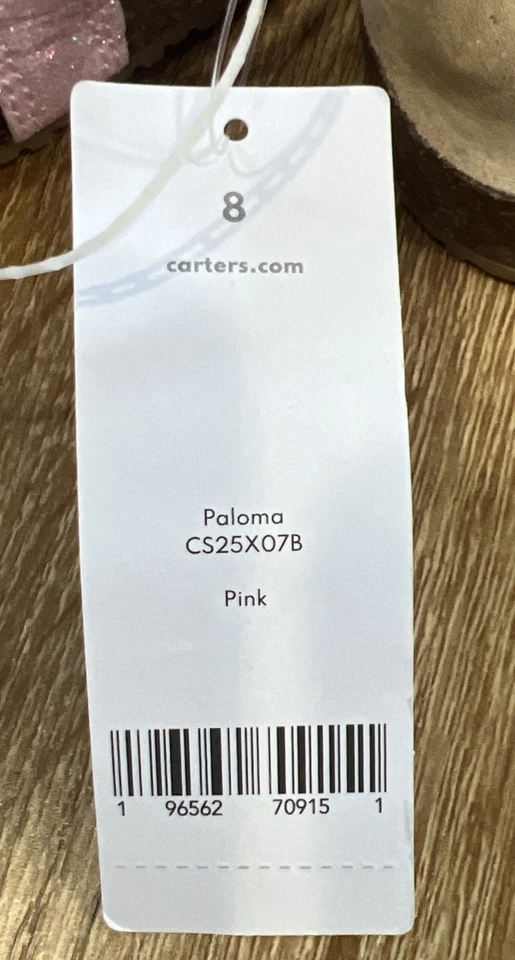 8
carters.com
Paloma
CS25X07B
Pink
1 96562 70915 1